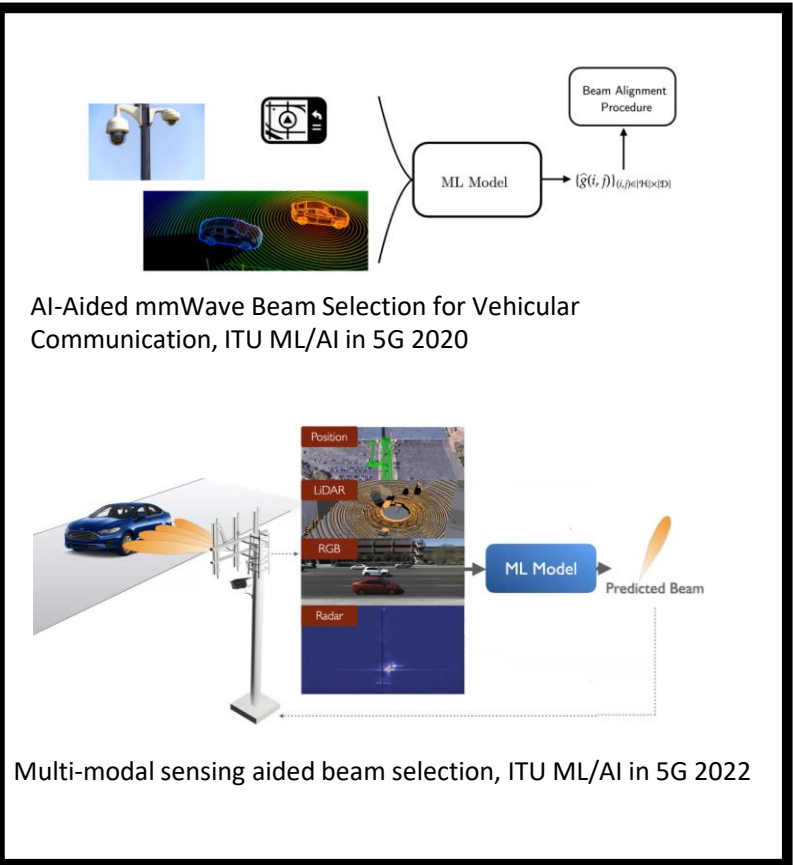 Beam Alignment
Procedure
ML Model
{ĝ(i, j)}(i,j)∈|ℋ|×|𝒟|
AI-Aided mmWave Beam Selection for Vehicular
Communication, ITU ML/AI in 5G 2020
Position
LiDAR
RGB
Radar
ML Model
Predicted Beam
Multi-modal sensing aided beam selection, ITU ML/AI in 5G 2022